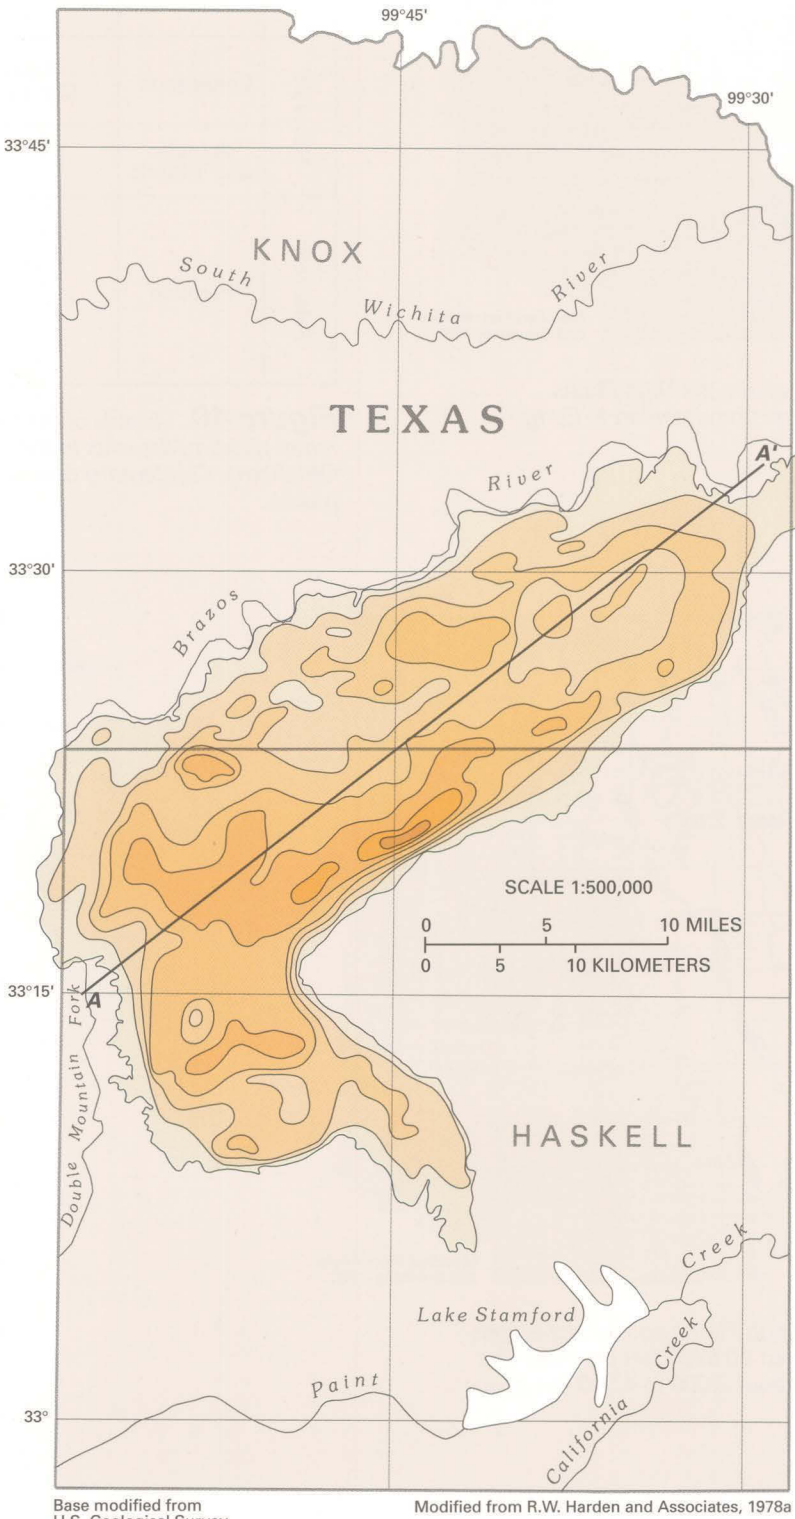 99°45'
99°30'
33°45'
KNOX
South
Wichita
River
TEXAS
A'
River
33°30'
Brazos
SCALE 1:500,000
0 5 10 MILES
0 5 10 KILOMETERS
33°15'
A
Double Mountain Fork
HASKELL
Creek
Lake Stamford
Creek
Paint
California
33°
Base modified from
Modified from R.W. Harden and Associates, 1978a
U.S. Geological Survey